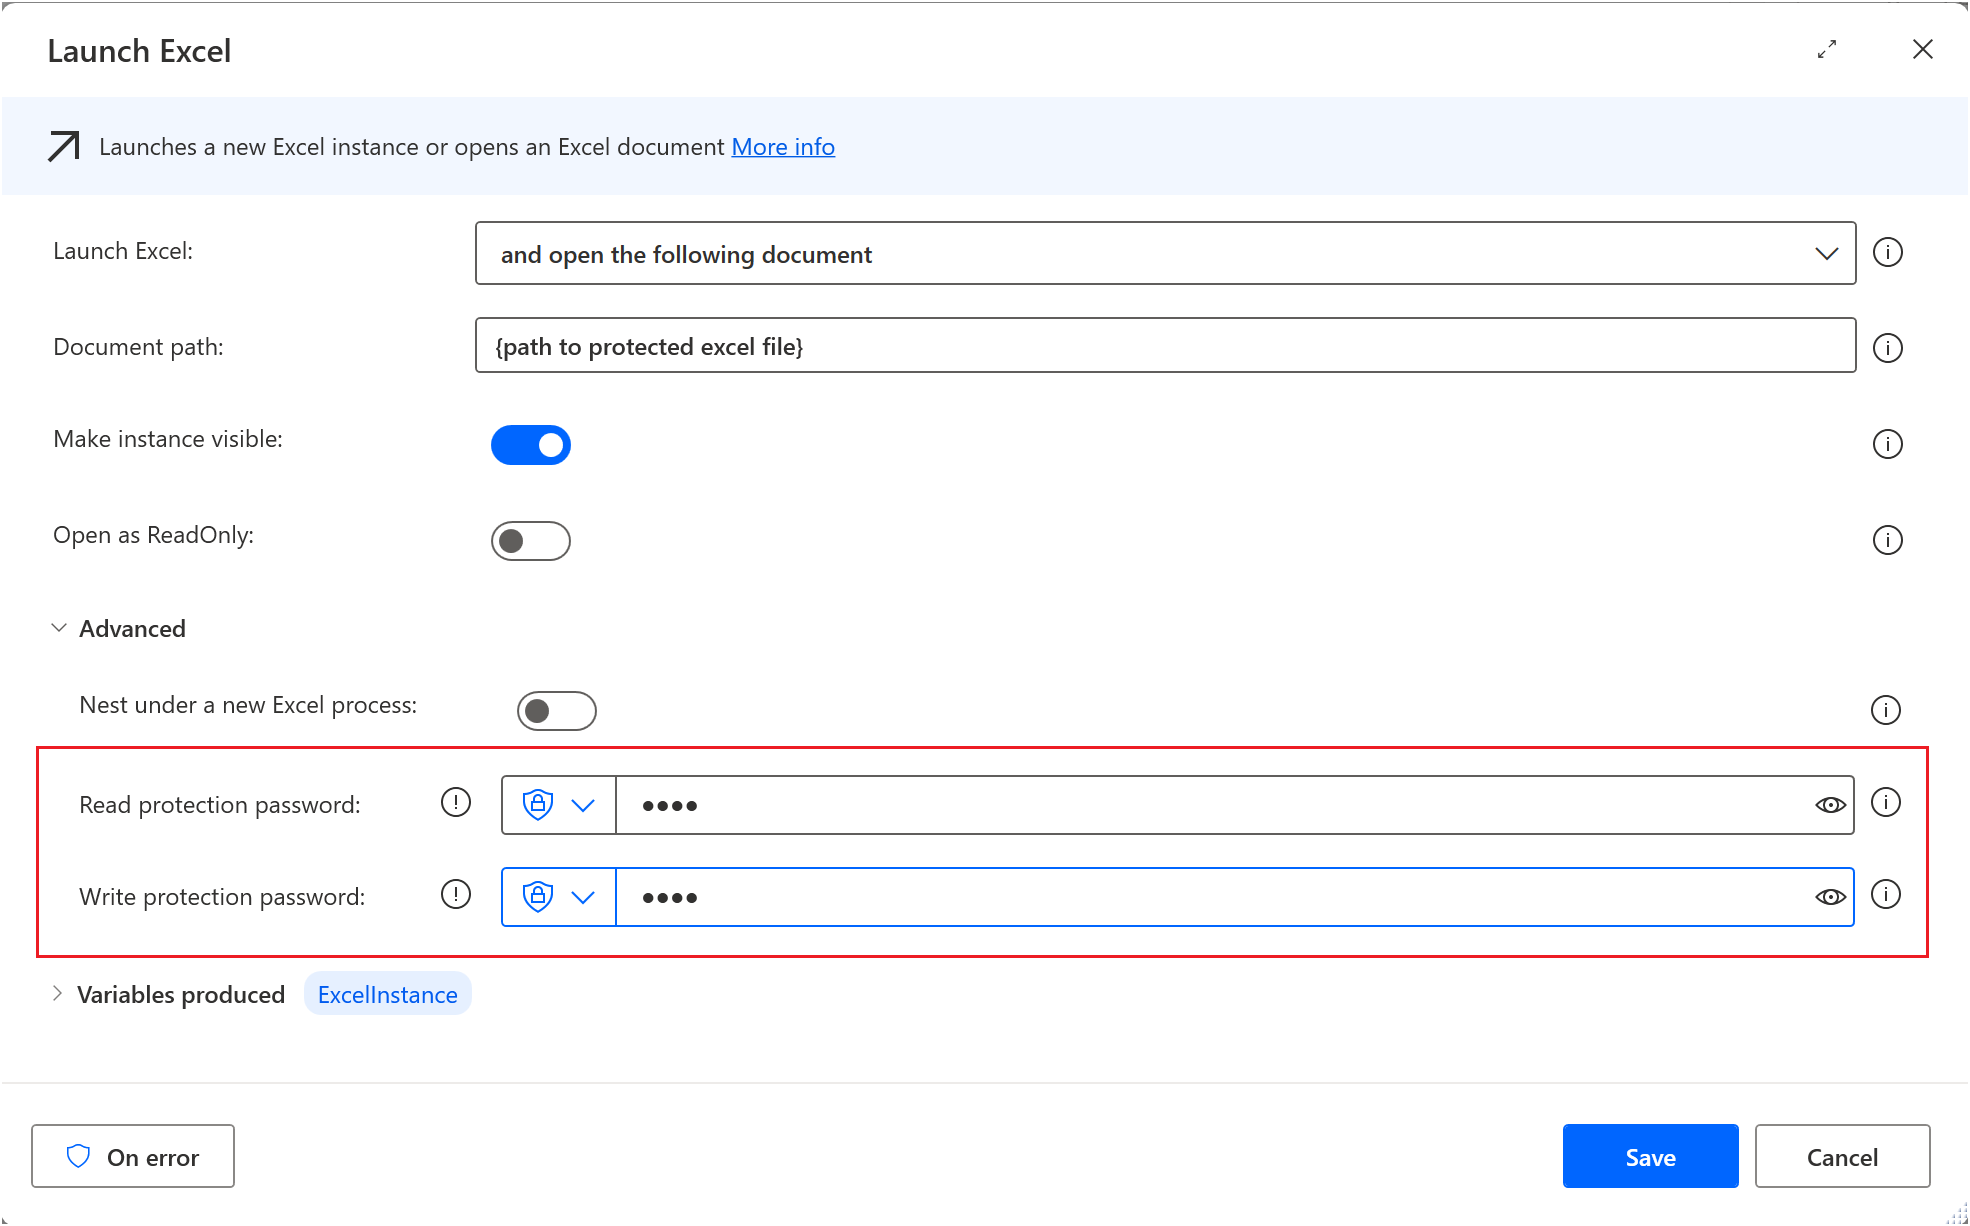 Launch Excel
Launches a new Excel instance or opens an Excel document More info
Launch Excel:
and open the following document
Document path:
{path to protected excel file}
Make instance visible:
Open as ReadOnly:
Advanced
Nest under a new Excel process:
Read protection password:
••••
Write protection password:
••••
Variables produced ExcelInstance
On error
Save
Cancel